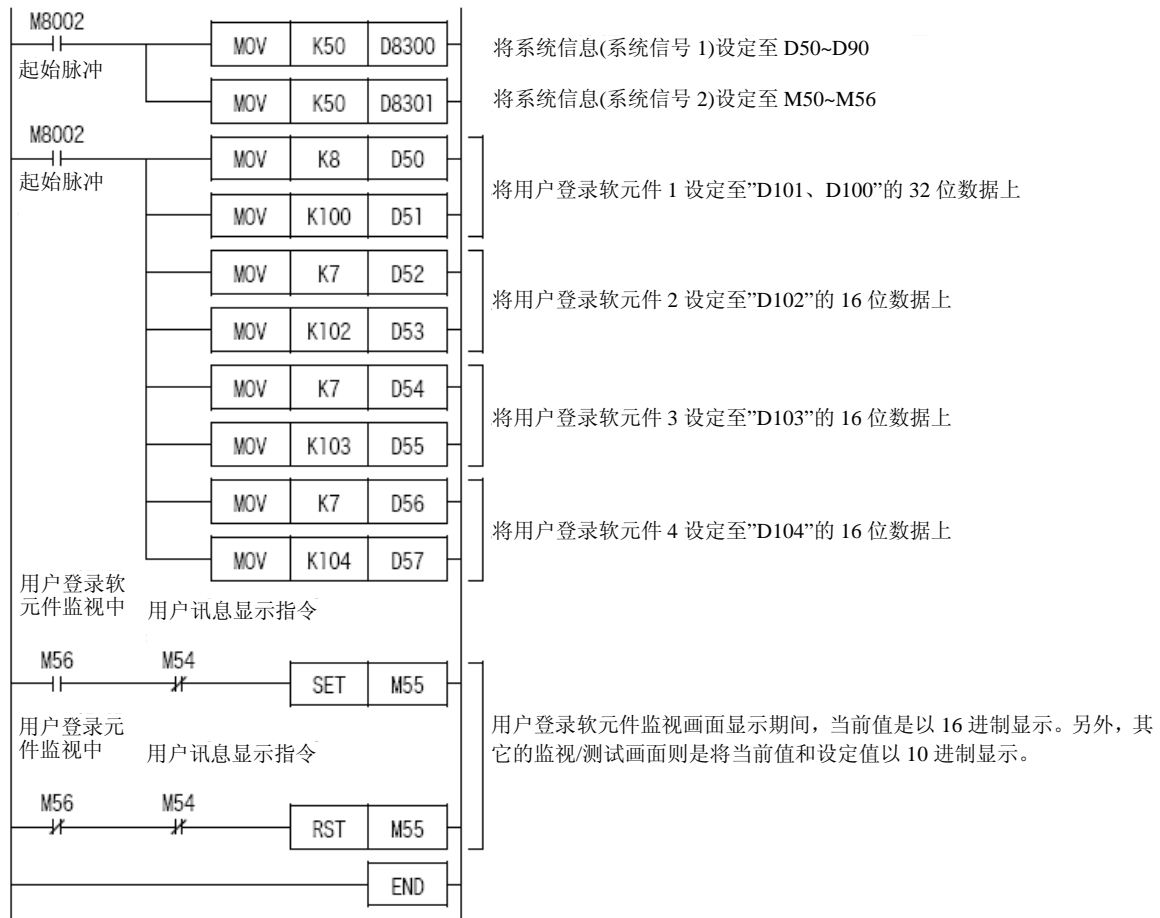 M8002
MOV K50 D8300
将系统信息(系统信号 1)设定至 D50~D90
起始脉冲
MOV K50 D8301
将系统信息(系统信号 2)设定至 M50~M56
M8002
MOV K8 D50
起始脉冲
将用户登录软元件 1 设定至"D101、D100"的 32 位数据上
MOV K100 D51
MOV K7 D52
将用户登录软元件 2 设定至"D102"的 16 位数据上
MOV K102 D53
MOV K7 D54
将用户登录软元件 3 设定至"D103"的 16 位数据上
MOV K103 D55
MOV K7 D56
将用户登录软元件 4 设定至"D104"的 16 位数据上
MOV K104 D57
用户登录软
元件监视中 用户讯息显示指令
M56 M54
SET M55
用户登录元
件监视中 用户讯息显示指令
用户登录软元件监视画面显示期间，当前值是以 16 进制显示。另外，其
它的监视/测试画面则是将当前值和设定值以 10 进制显示。
M56 M54
RST M55
END